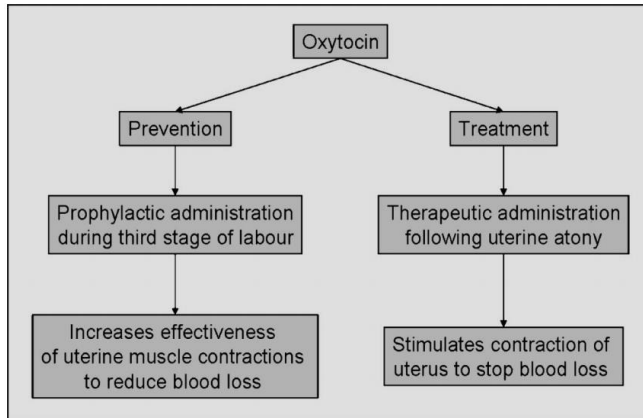 Oxytocin
Prevention
Treatment
Prophylactic administration
during third stage of labour
Therapeutic administration
following uterine atony
Increases effectiveness
of uterine muscle contractions
to reduce blood loss
Stimulates contraction of
uterus to stop blood loss